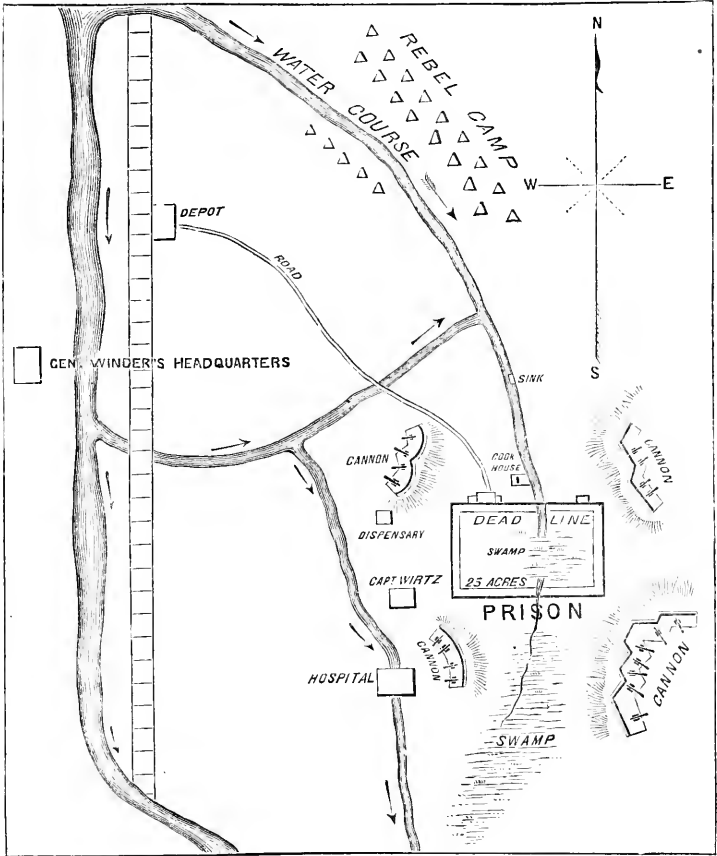 N
W
E
S
WATER COURSE
REBEL CAMP
DEPOT
ROAD
GEN. WINDER'S HEADQUARTERS
SINK
CANNON
COOK
HOUSE
CANNON
DISPENSARY
DEAD LINE
SWAMP
25 ACRES
PRISON
CAPT WIRTZ
HOSPITAL
CANNON
CANNON
SWAMP